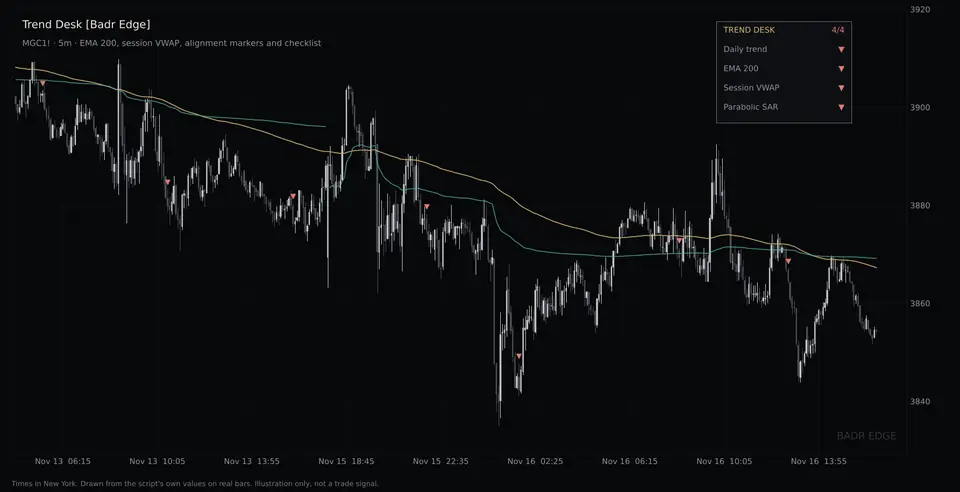 Trend Desk [Badr Edge]
MGC1! · 5m · EMA 200, session VWAP, alignment markers and checklist
TREND DESK 4/4
Daily trend ▼
EMA 200 ▼
Session VWAP ▼
Parabolic SAR ▼
3920
3900
3880
3860
3840
BADR EDGE
Nov 13 06:15 Nov 13 10:05 Nov 13 13:55 Nov 15 18:45 Nov 15 22:35 Nov 16 02:25 Nov 16 06:15 Nov 16 10:05 Nov 16 13:55
Times in New York. Drawn from the script's own values on real bars. Illustration only, not a trade signal.